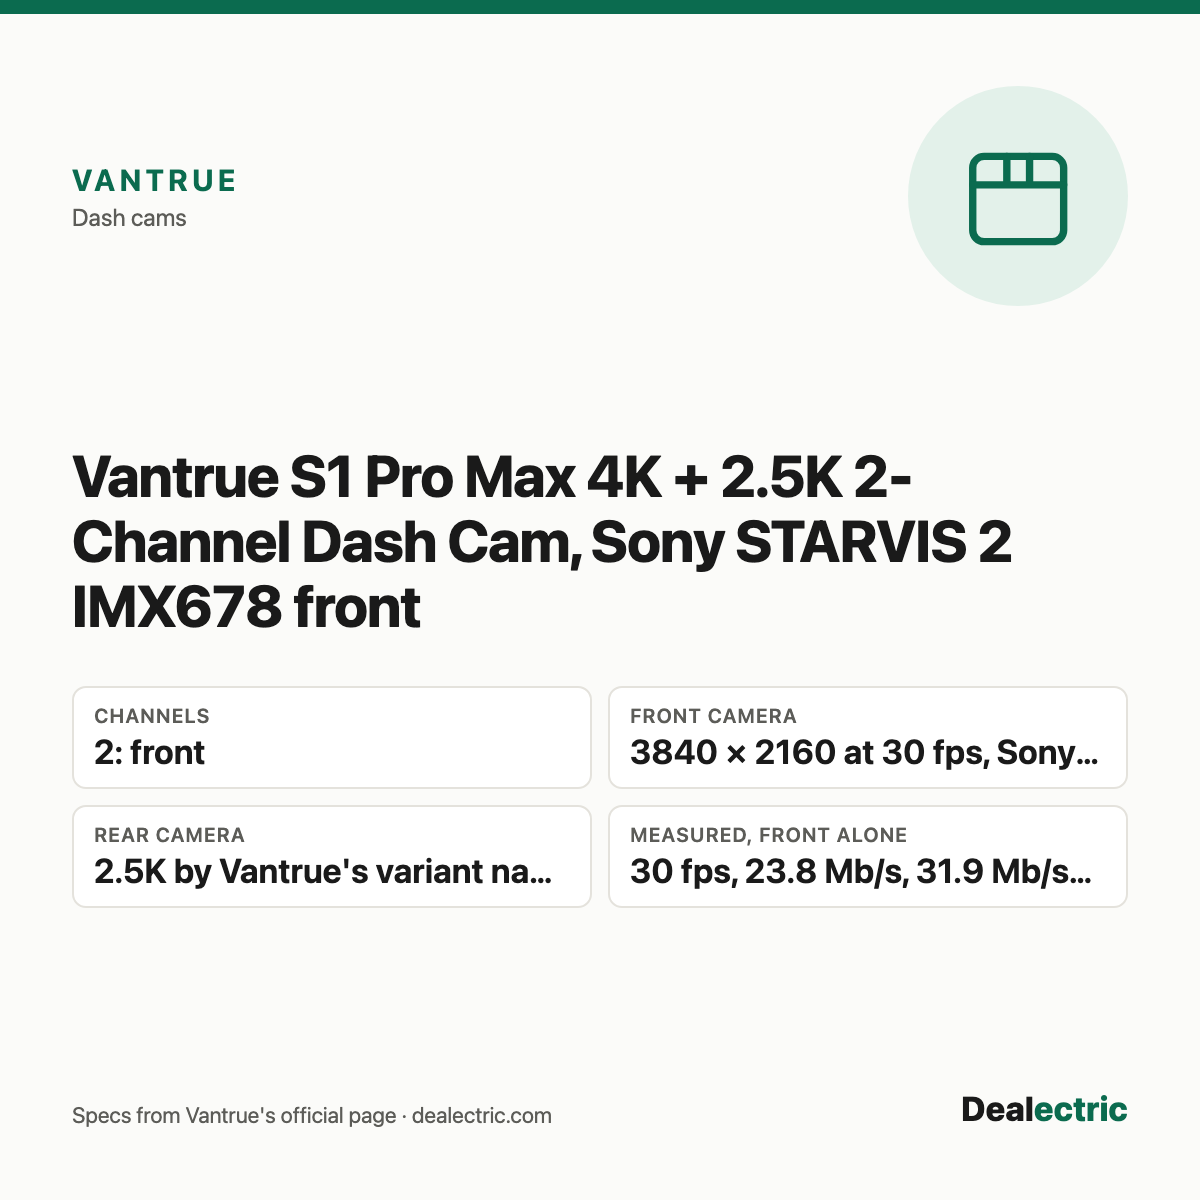 VANTRUE
Dash cams
Vantrue S1 Pro Max 4K + 2.5K 2-
Channel Dash Cam, Sony STARVIS 2
IMX678 front
CHANNELS
2: front
FRONT CAMERA
3840 × 2160 at 30 fps, Sony...
REAR CAMERA
2.5K by Vantrue's variant na...
MEASURED, FRONT ALONE
30 fps, 23.8 Mb/s, 31.9 Mb/s...
Specs from Vantrue's official page · dealectric.com
Dealectric